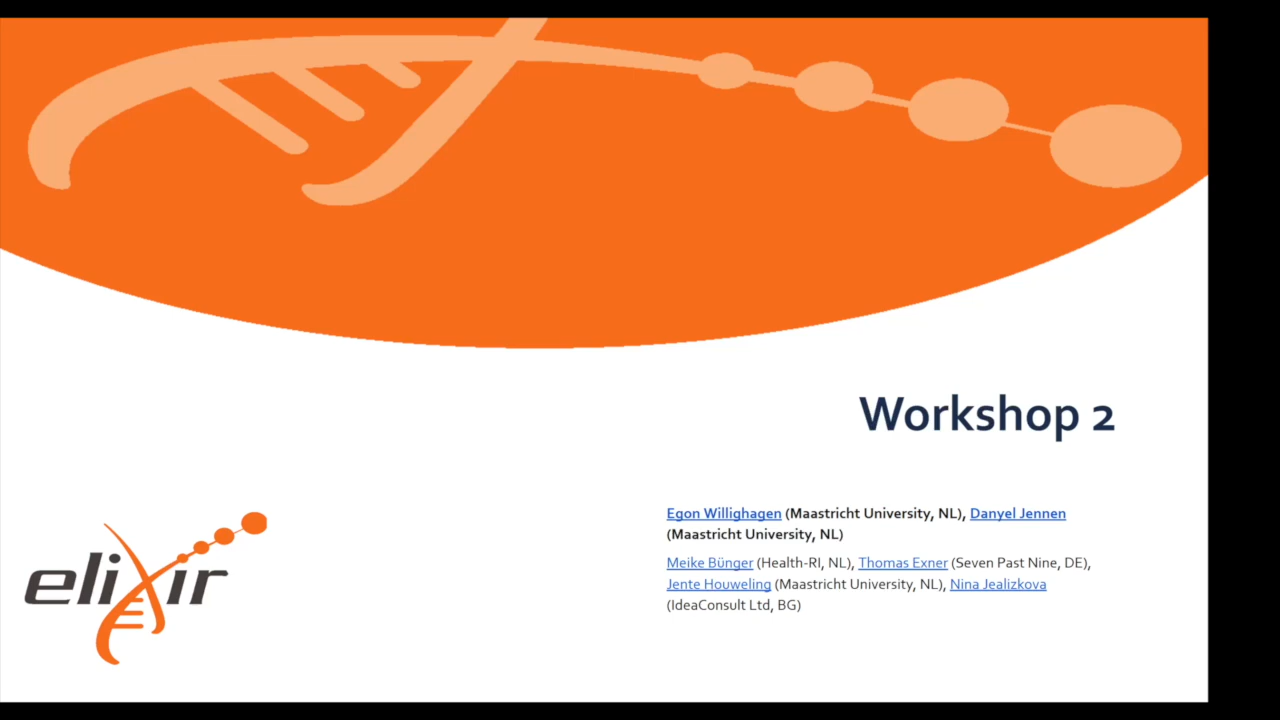 Workshop 2
Egon Willighagen (Maastricht University, NL), Danyel Jennen
(Maastricht University, NL)
Meike Bünger (Health-RI, NL), Thomas Exner (Seven Past Nine, DE),
Jente Houweling (Maastricht University, NL), Nina Jealizkova
(IdeaConsult Ltd, BG)
elixir